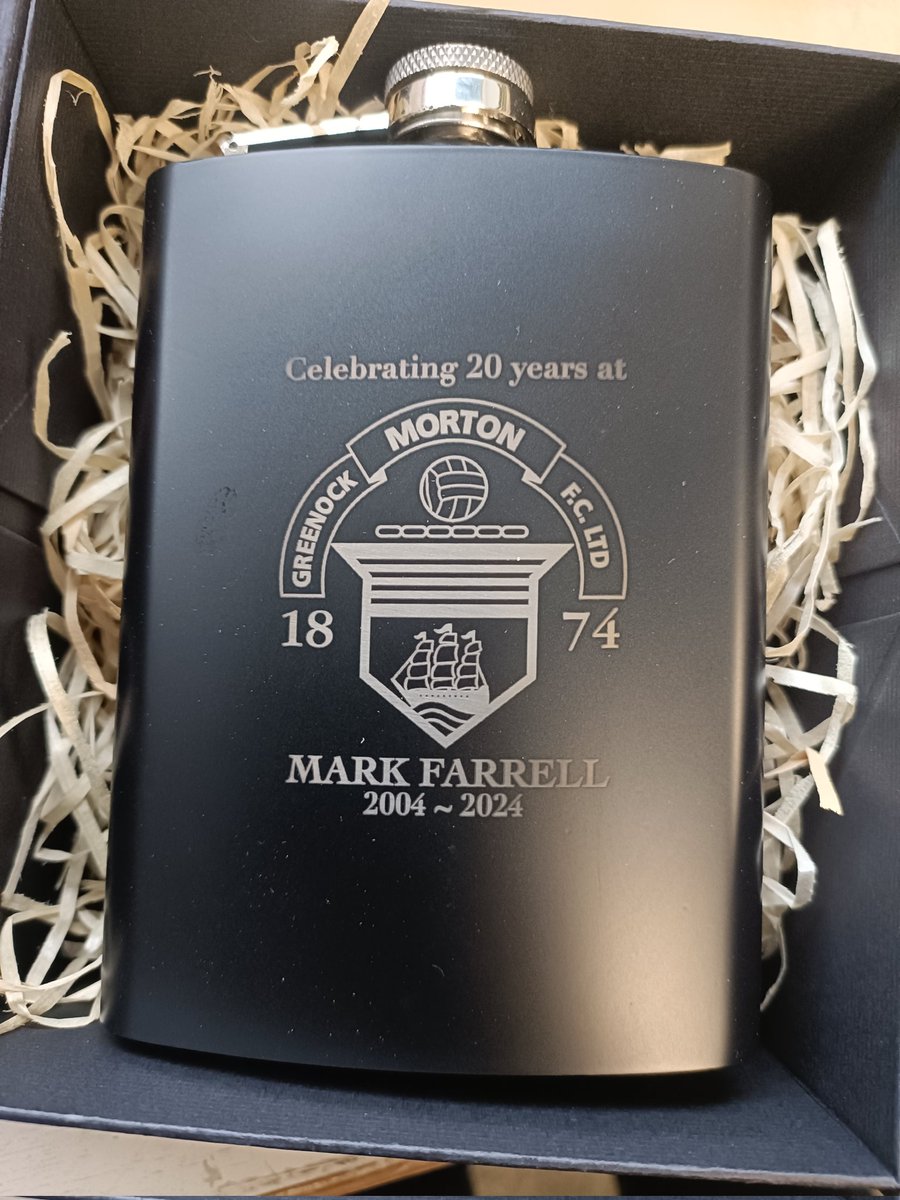 Celebrating 20 years at
GREENOCK MORTON F.C. LTD
18 74
MARK FARRELL
2004 ~ 2024